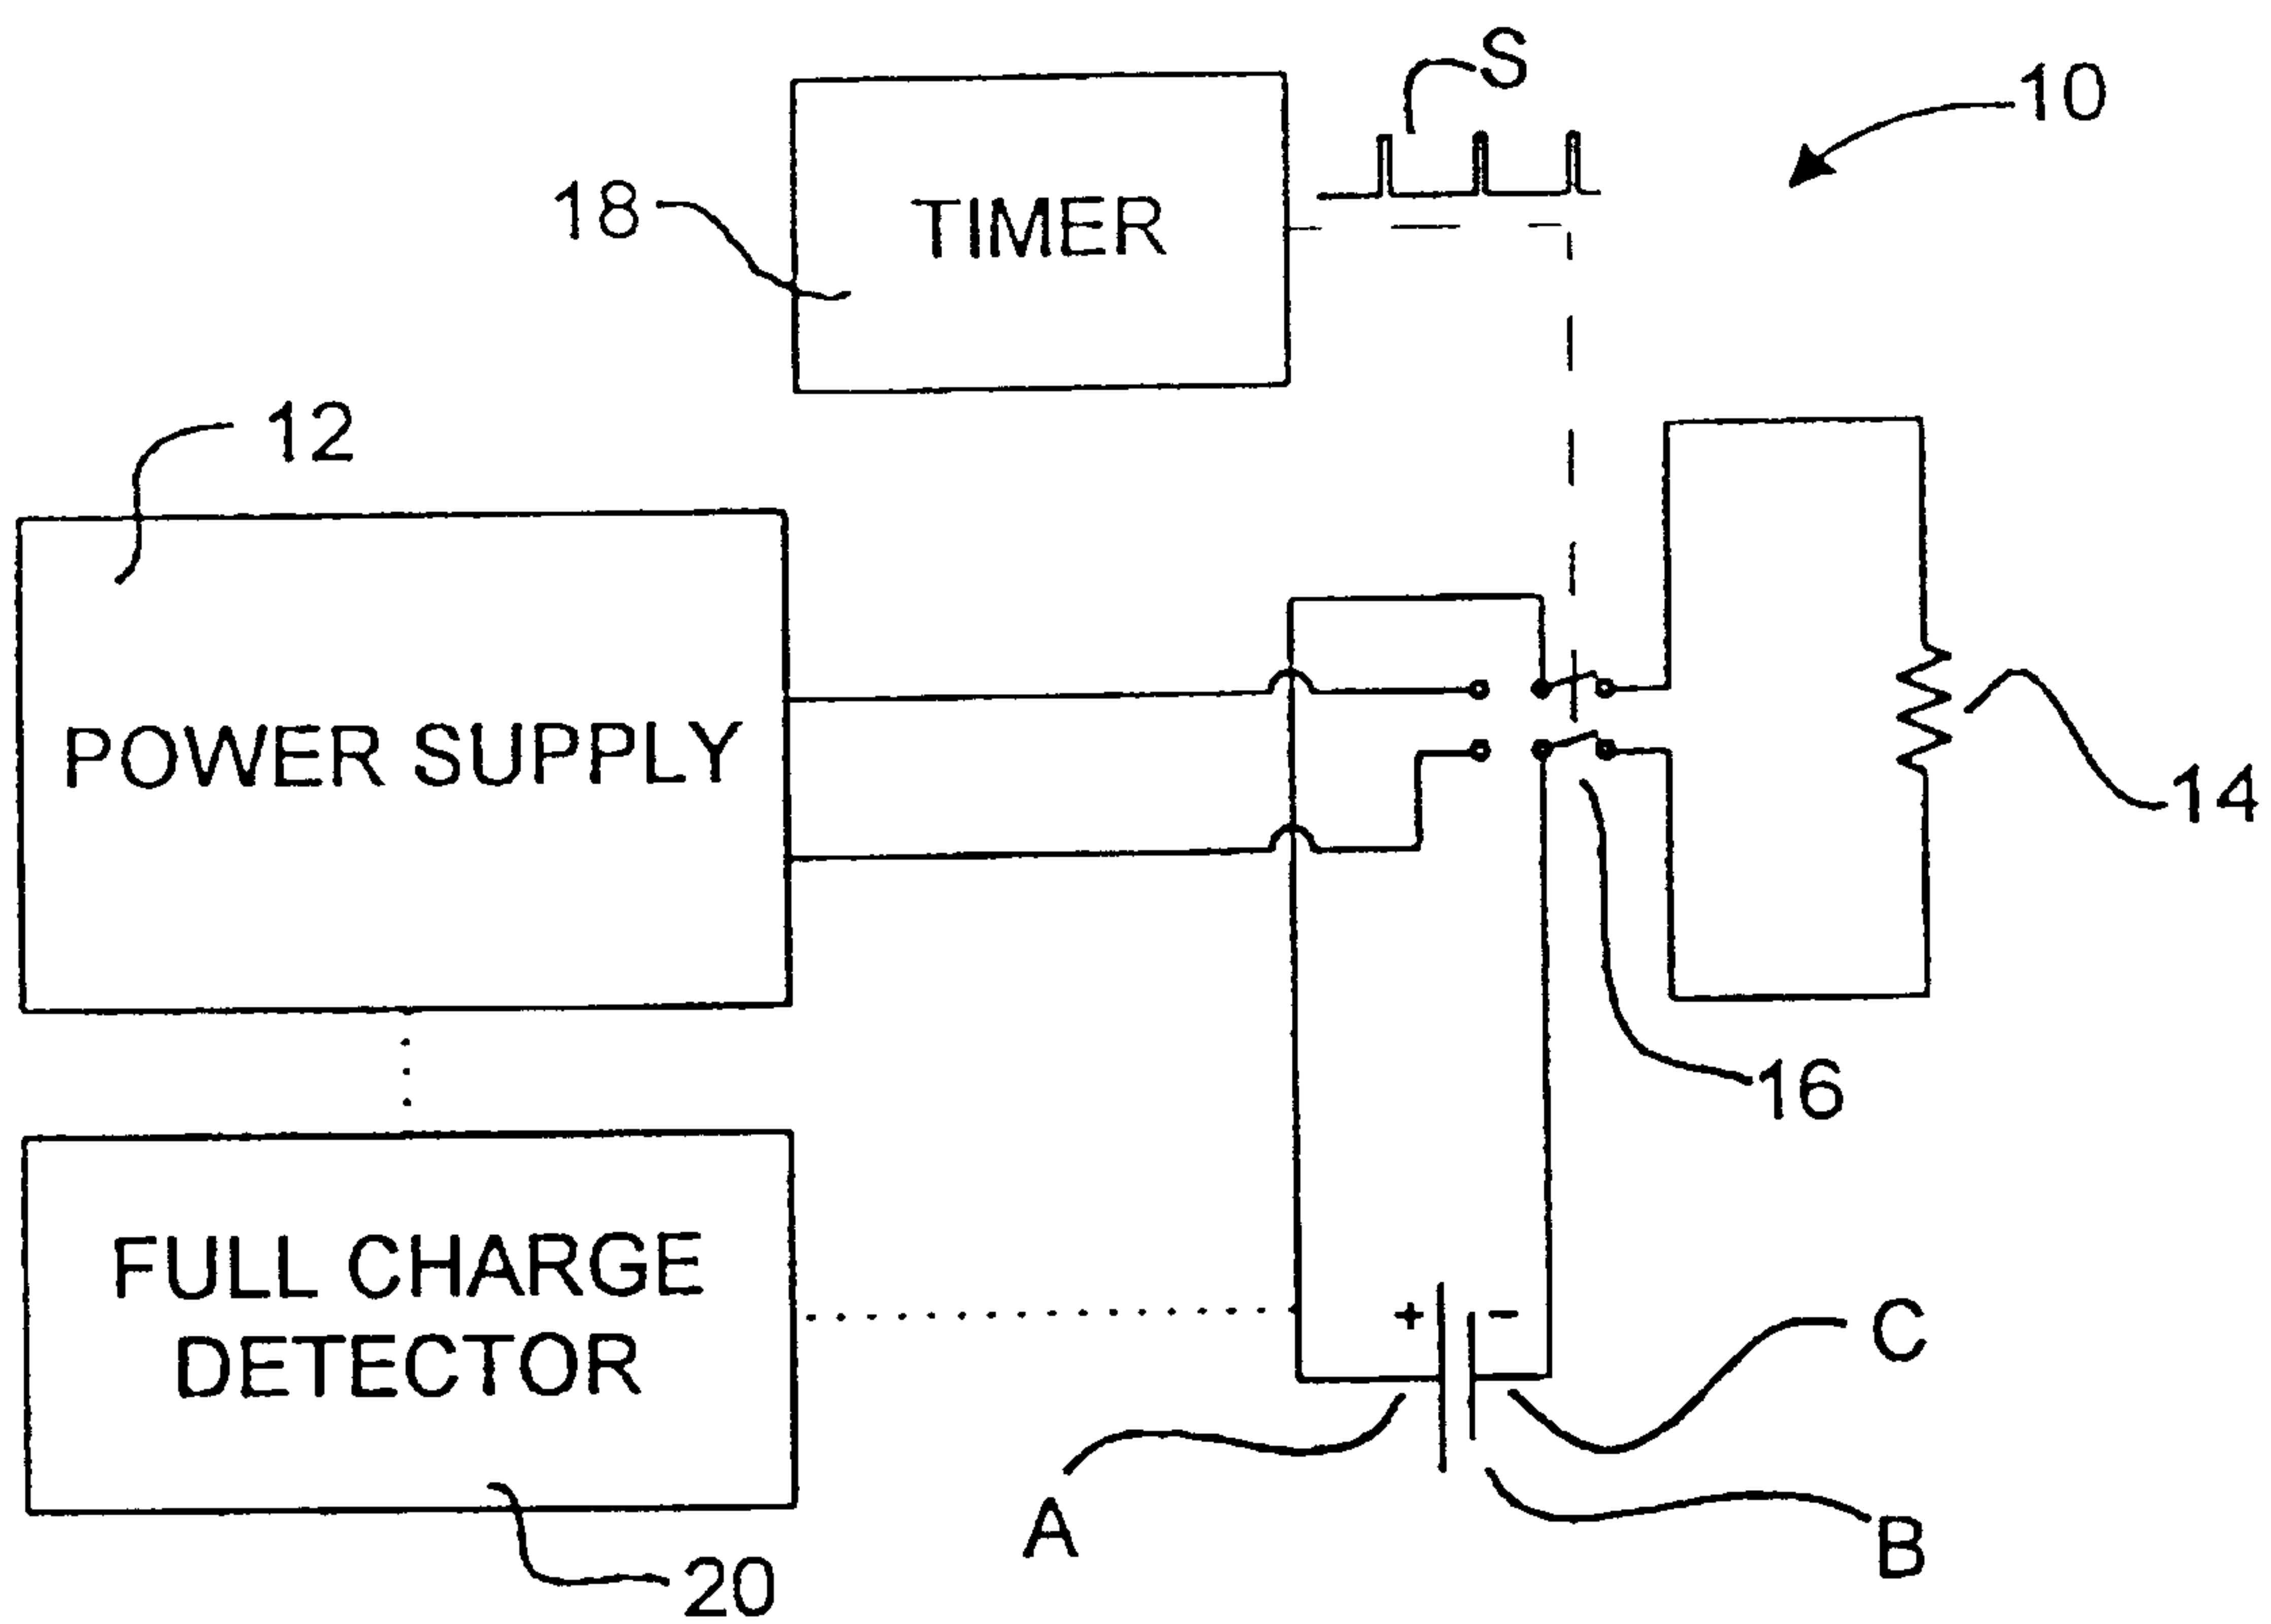 S
10
18
TIMER
12
POWER SUPPLY
14
16
FULL CHARGE
DETECTOR
+
−
C
A
B
20